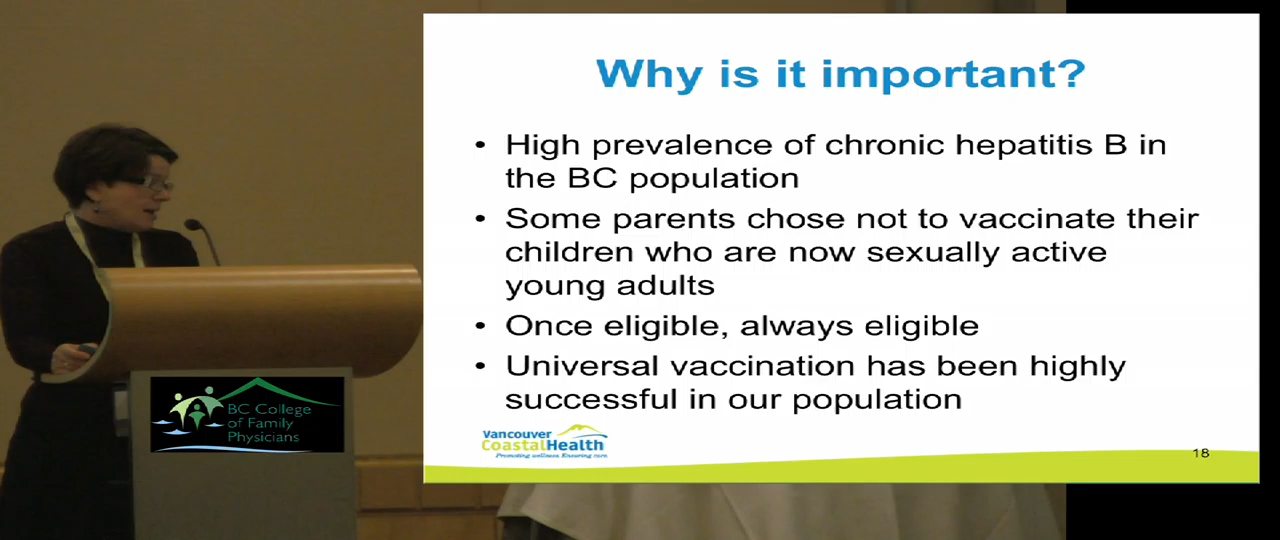 Why is it important?
• High prevalence of chronic hepatitis B in
the BC population
• Some parents chose not to vaccinate their
children who are now sexually active
young adults
• Once eligible, always eligible
• Universal vaccination has been highly
successful in our population
Vancouver
CoastalHealth
Promoting wellness. Ensuring care.
18
BC College
of Family
Physicians